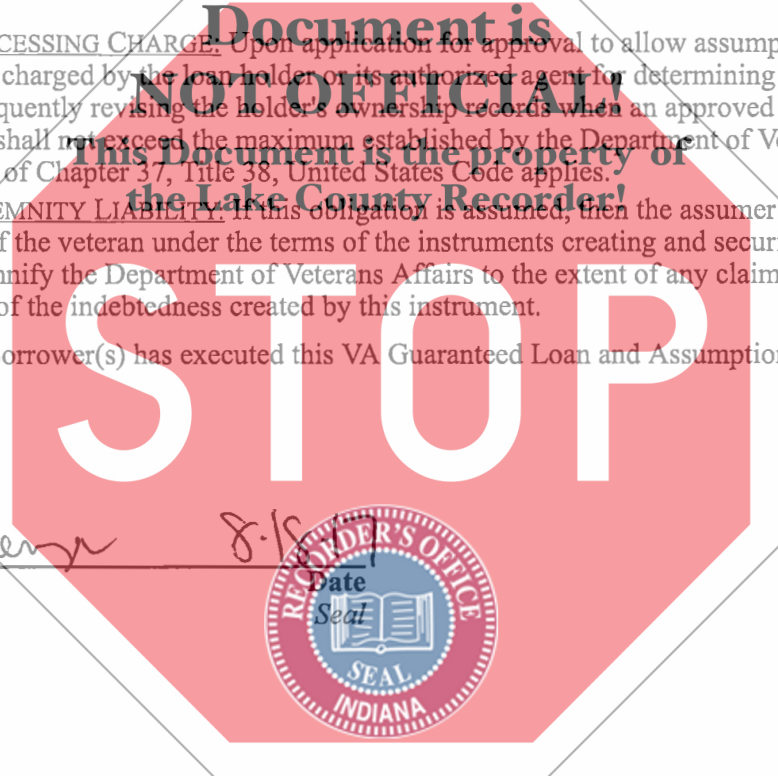 Document is
CESSING CHARGE: Upon application for approval to allow assump
charged by the loan holder or its authorized agent for determining
NOT OFFICIAL!
quently revising the holder's ownership records when an approved
shall not exceed the maximum established by the Department of V
This Document is the property of
of Chapter 37, Title 38, United States Code applies.
the Lake County Recorder!
EMNITY LIABILITY: If this obligation is assumed, then the assumer
f the veteran under the terms of the instruments creating and securi
nnify the Department of Veterans Affairs to the extent of any claim
of the indebtedness created by this instrument.
orrower(s) has executed this VA Guaranteed Loan and Assumption
STOP
8.18.17
Date
Seal
RECORDER'S OFFICE
SEAL
INDIANA